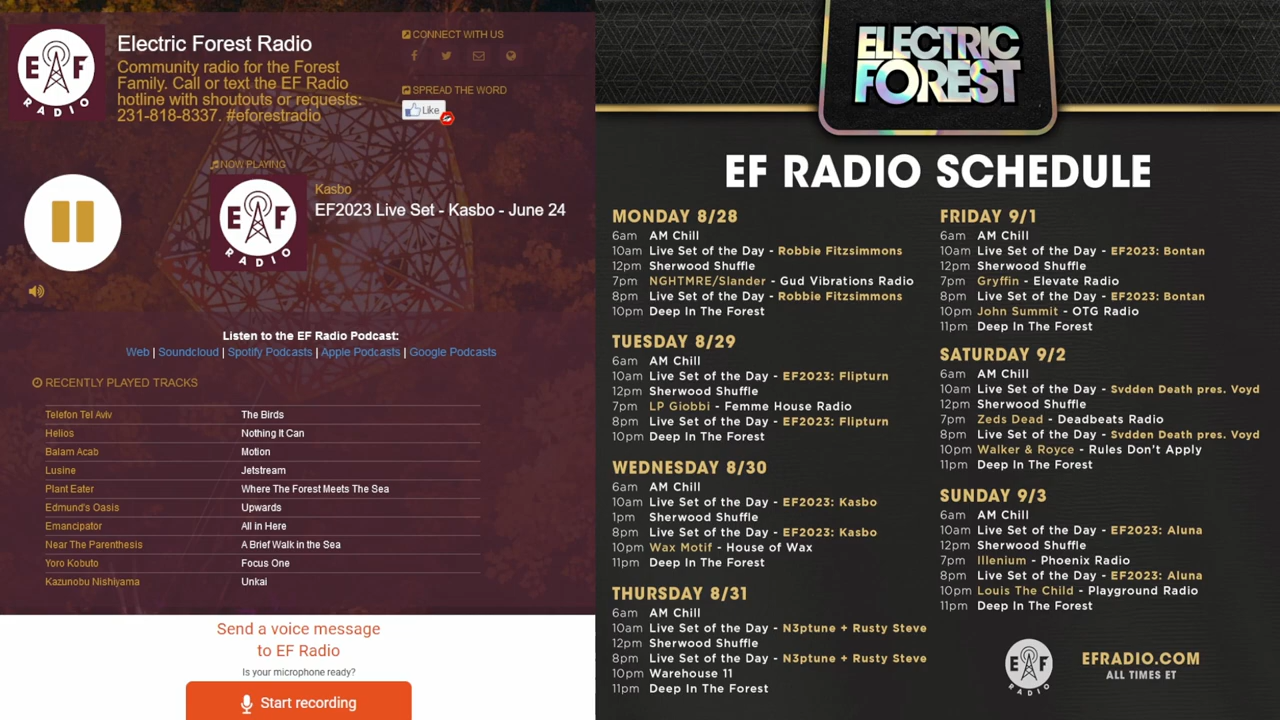 EF
RADIO
Electric Forest Radio
Community radio for the Forest
Family. Call or text the EF Radio
hotline with shoutouts or requests:
231-818-8337. #eforestradio
CONNECT WITH US
SPREAD THE WORD
Like
NOW PLAYING
EF
RADIO
Kasbo
EF2023 Live Set - Kasbo - June 24
Listen to the EF Radio Podcast:
Web | Soundcloud | Spotify Podcasts | Apple Podcasts | Google Podcasts
RECENTLY PLAYED TRACKS
Telefon Tel Aviv The Birds
Helios Nothing It Can
Balam Acab Motion
Lusine Jetstream
Plant Eater Where The Forest Meets The Sea
Edmund's Oasis Upwards
Emancipator All in Here
Near The Parenthesis A Brief Walk in the Sea
Yoro Kobuto Focus One
Kazunobu Nishiyama Unkai
Send a voice message
to EF Radio
Is your microphone ready?
Start recording
ELECTRIC
FOREST
EF RADIO SCHEDULE
MONDAY 8/28
6am AM Chill
10am Live Set of the Day - Robbie Fitzsimmons
12pm Sherwood Shuffle
7pm NGHTMRE/Slander - Gud Vibrations Radio
8pm Live Set of the Day - Robbie Fitzsimmons
10pm Deep In The Forest
TUESDAY 8/29
6am AM Chill
10am Live Set of the Day - EF2023: Flipturn
12pm Sherwood Shuffle
7pm LP Giobbi - Femme House Radio
8pm Live Set of the Day - EF2023: Flipturn
10pm Deep In The Forest
WEDNESDAY 8/30
6am AM Chill
10am Live Set of the Day - EF2023: Kasbo
1pm Sherwood Shuffle
8pm Live Set of the Day - EF2023: Kasbo
10pm Wax Motif - House of Wax
11pm Deep In The Forest
THURSDAY 8/31
6am AM Chill
10am Live Set of the Day - N3ptune + Rusty Steve
12pm Sherwood Shuffle
8pm Live Set of the Day - N3ptune + Rusty Steve
10pm Warehouse 11
11pm Deep In The Forest
FRIDAY 9/1
6am AM Chill
10am Live Set of the Day - EF2023: Bontan
12pm Sherwood Shuffle
7pm Gryffin - Elevate Radio
8pm Live Set of the Day - EF2023: Bontan
10pm John Summit - OTG Radio
11pm Deep In The Forest
SATURDAY 9/2
6am AM Chill
10am Live Set of the Day - Svdden Death pres. Voyd
12pm Sherwood Shuffle
7pm Zeds Dead - Deadbeats Radio
8pm Live Set of the Day - Svdden Death pres. Voyd
10pm Walker & Royce - Rules Don't Apply
11pm Deep In The Forest
SUNDAY 9/3
6am AM Chill
10am Live Set of the Day - EF2023: Aluna
12pm Sherwood Shuffle
7pm Illenium - Phoenix Radio
8pm Live Set of the Day - EF2023: Aluna
10pm Louis The Child - Playground Radio
11pm Deep In The Forest
EF
RADIO
EFRADIO.COM
ALL TIMES ET